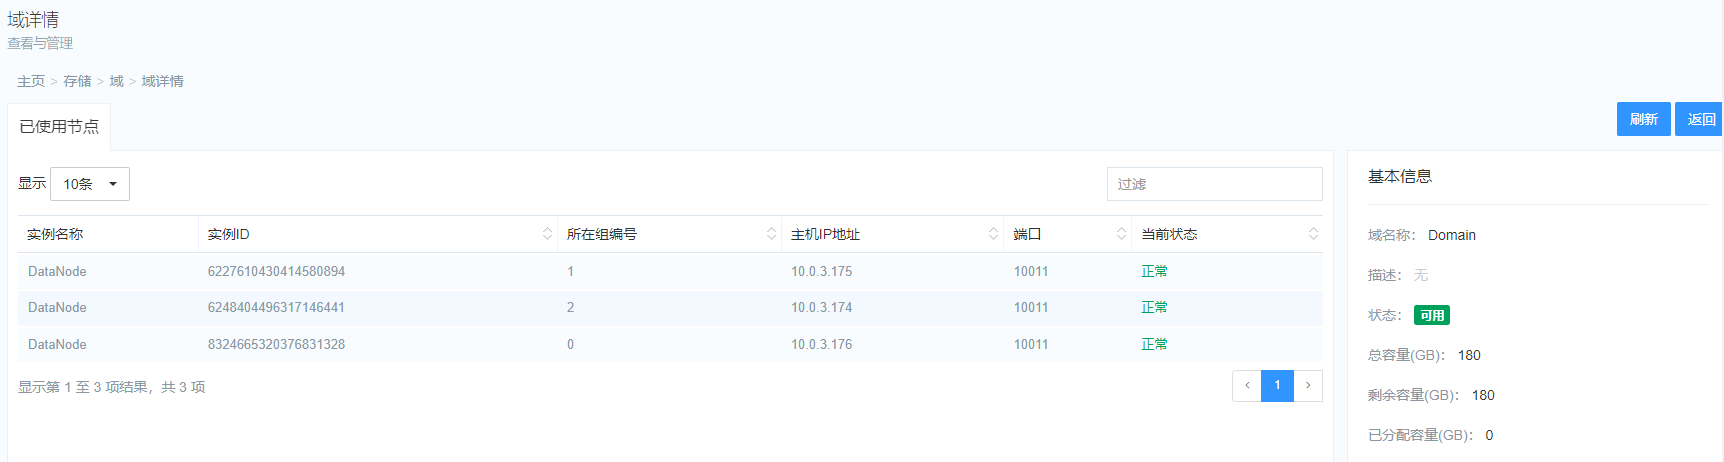 域详情
查看与管理
主页 > 存储 > 域 > 域详情
已使用节点
刷新 返回
显示 10条 过滤
实例名称 实例ID 所在组编号 主机IP地址 端口 当前状态
DataNode 6227610430414580894 1 10.0.3.175 10011 正常
DataNode 6248404496317146441 2 10.0.3.174 10011 正常
DataNode 8324665320376831328 0 10.0.3.176 10011 正常
显示第 1 至 3 项结果，共 3 项
‹ 1 ›
基本信息
域名称： Domain
描述： 无
状态： 可用
总容量(GB)： 180
剩余容量(GB)： 180
已分配容量(GB)： 0